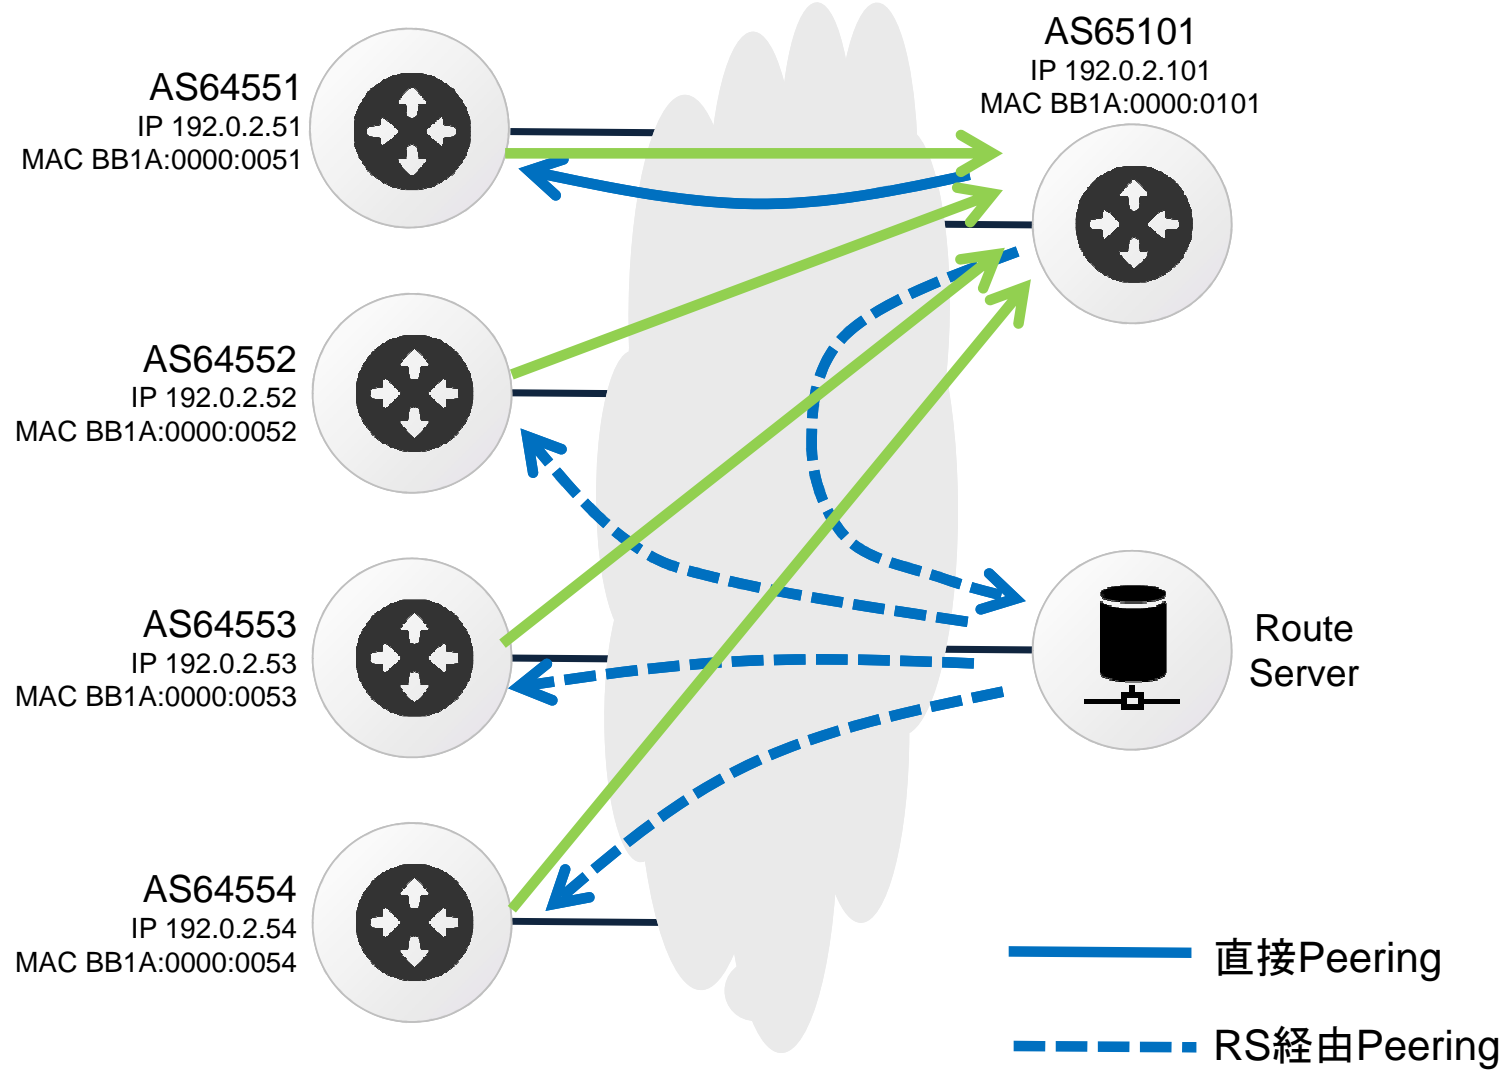 AS64551
IP 192.0.2.51
MAC BB1A:0000:0051
AS65101
IP 192.0.2.101
MAC BB1A:0000:0101
AS64552
IP 192.0.2.52
MAC BB1A:0000:0052
AS64553
IP 192.0.2.53
MAC BB1A:0000:0053
Route
Server
AS64554
IP 192.0.2.54
MAC BB1A:0000:0054
直接Peering
RS経由Peering